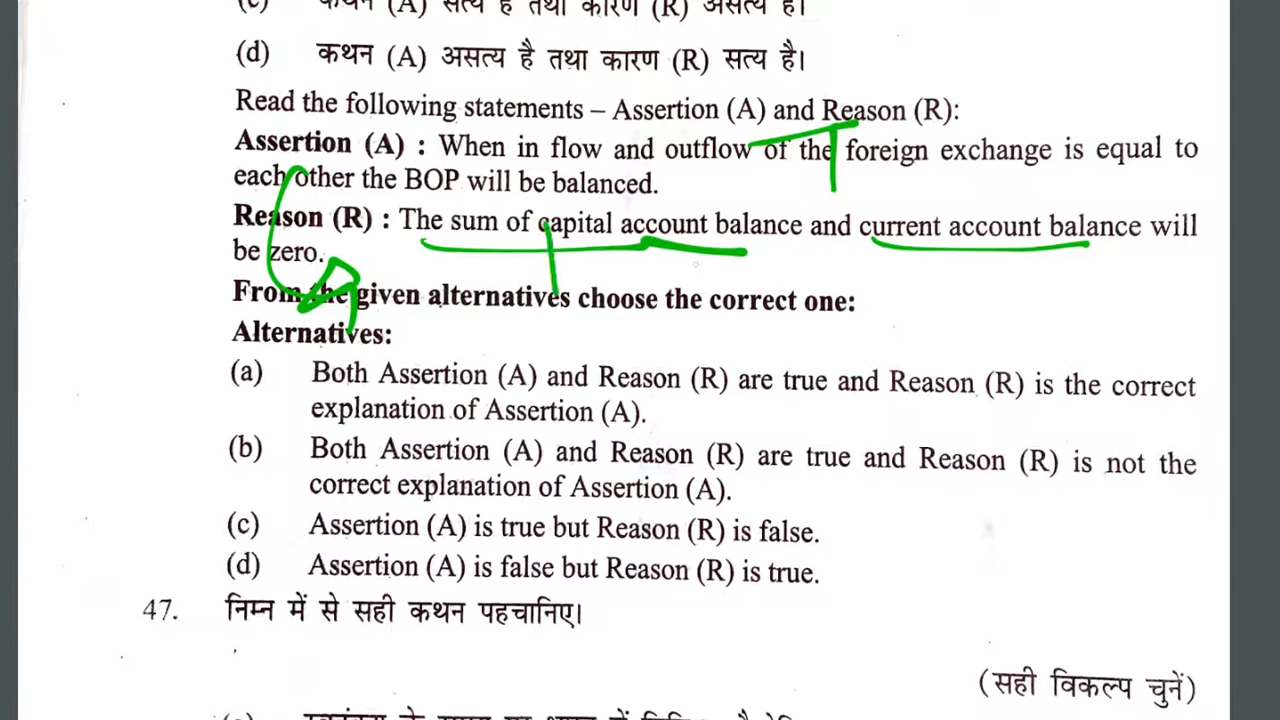 (c) कथन (A) सत्य है तथा कारण (R) असत्य है।
(d) कथन (A) असत्य है तथा कारण (R) सत्य है।
Read the following statements – Assertion (A) and Reason (R):
Assertion (A) : When in flow and outflow of the foreign exchange is equal to
each other the BOP will be balanced.
Reason (R) : The sum of capital account balance and current account balance will
be zero.
From the given alternatives choose the correct one:
Alternatives:
(a) Both Assertion (A) and Reason (R) are true and Reason (R) is the correct
explanation of Assertion (A).
(b) Both Assertion (A) and Reason (R) are true and Reason (R) is not the
correct explanation of Assertion (A).
(c) Assertion (A) is true but Reason (R) is false.
(d) Assertion (A) is false but Reason (R) is true.
47. निम्न में से सही कथन पहचानिए।
(सही विकल्प चुनें)